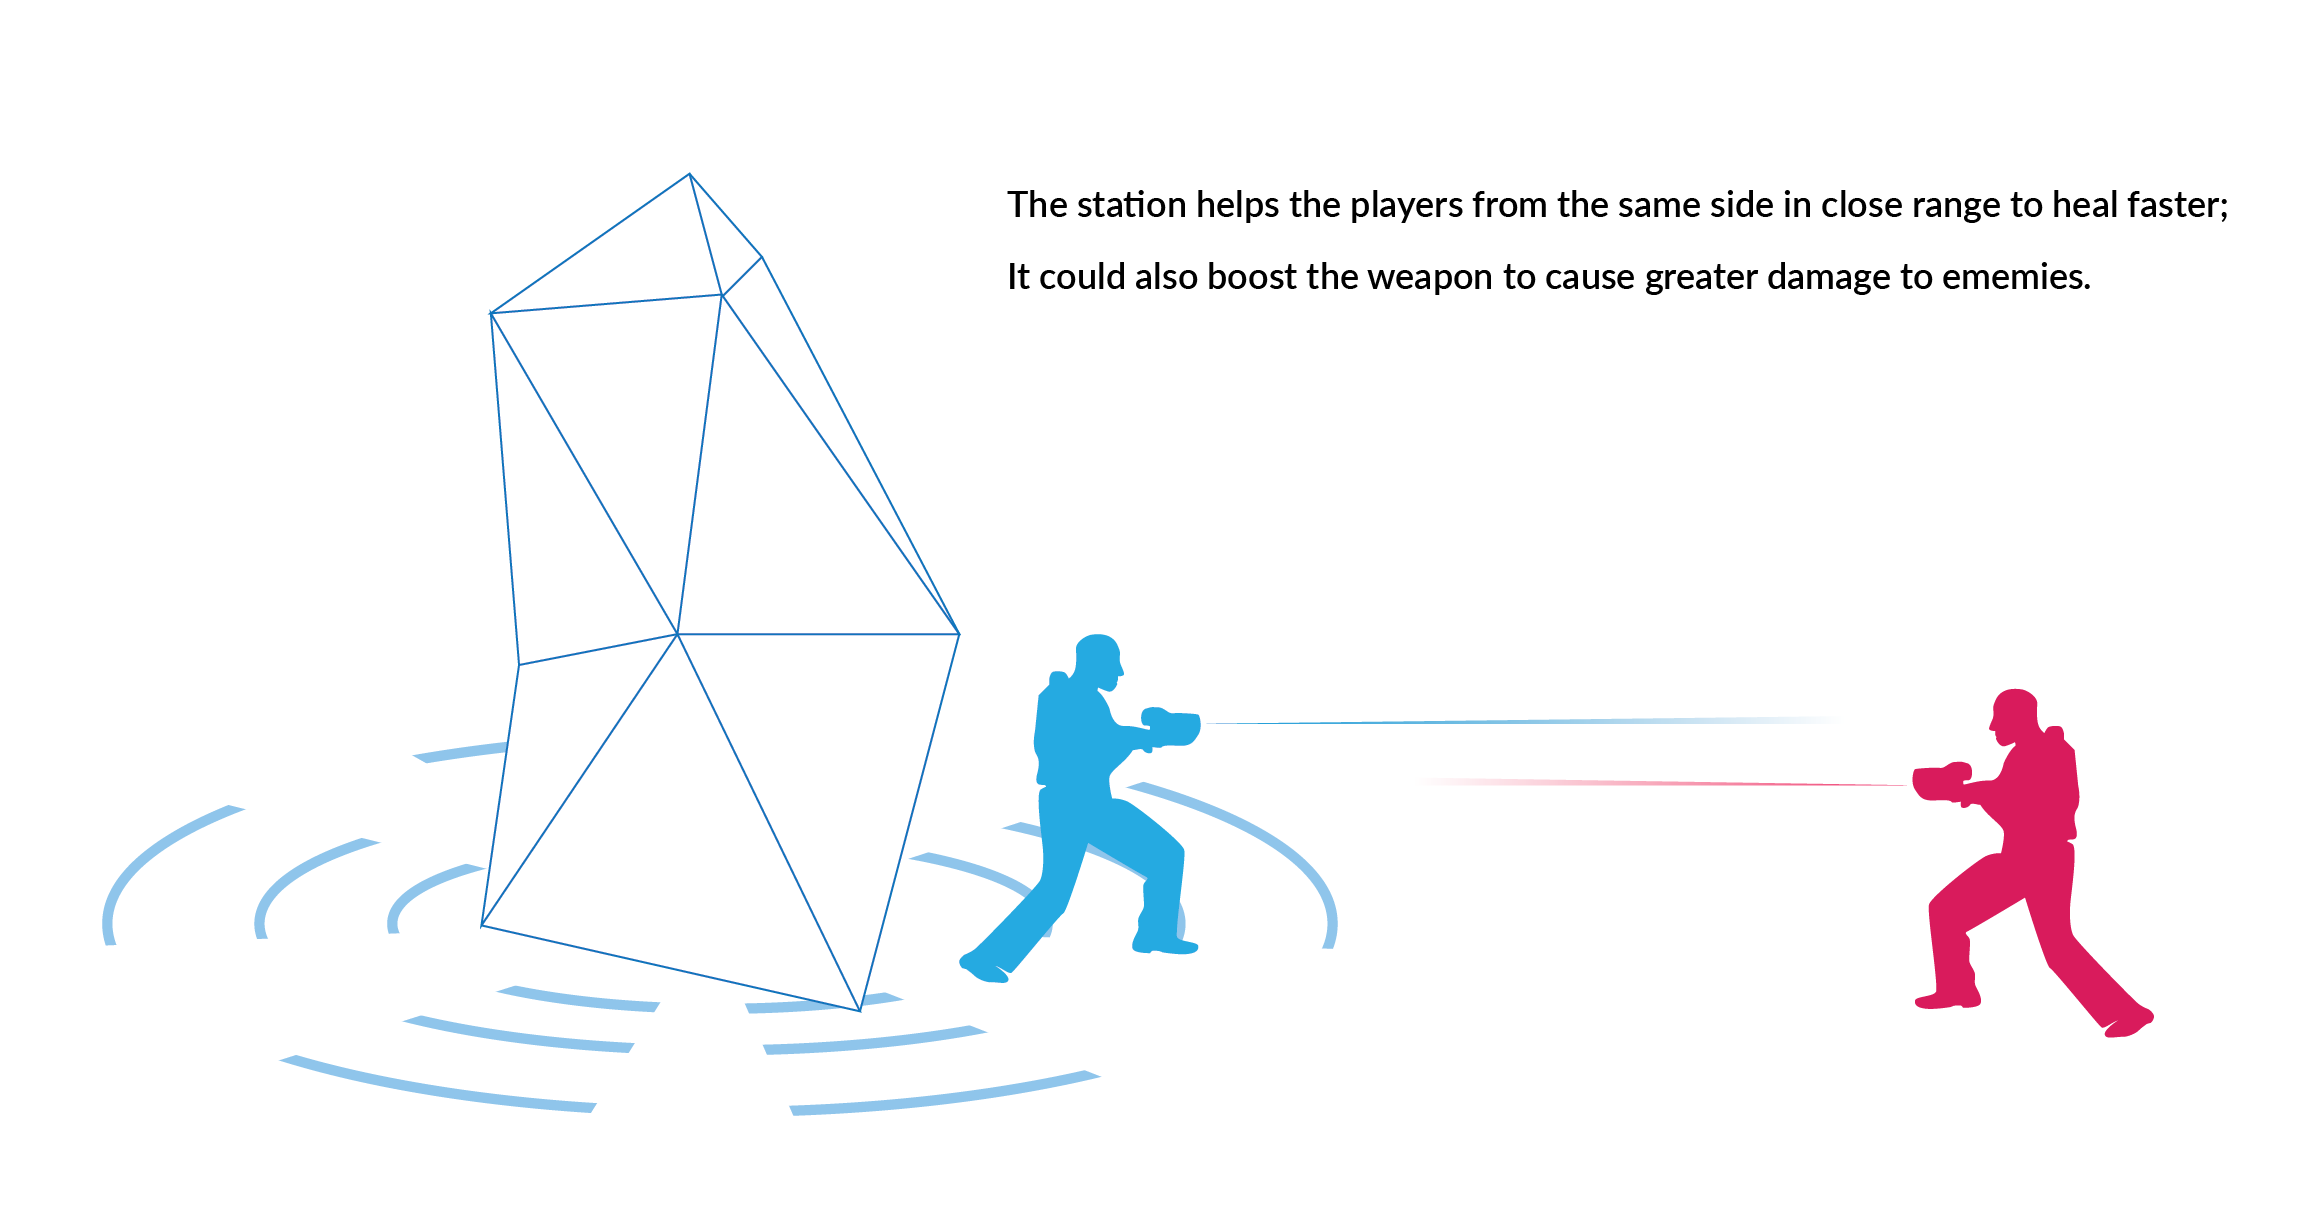 The station helps the players from the same side in close range to heal faster;
It could also boost the weapon to cause greater damage to ememies.